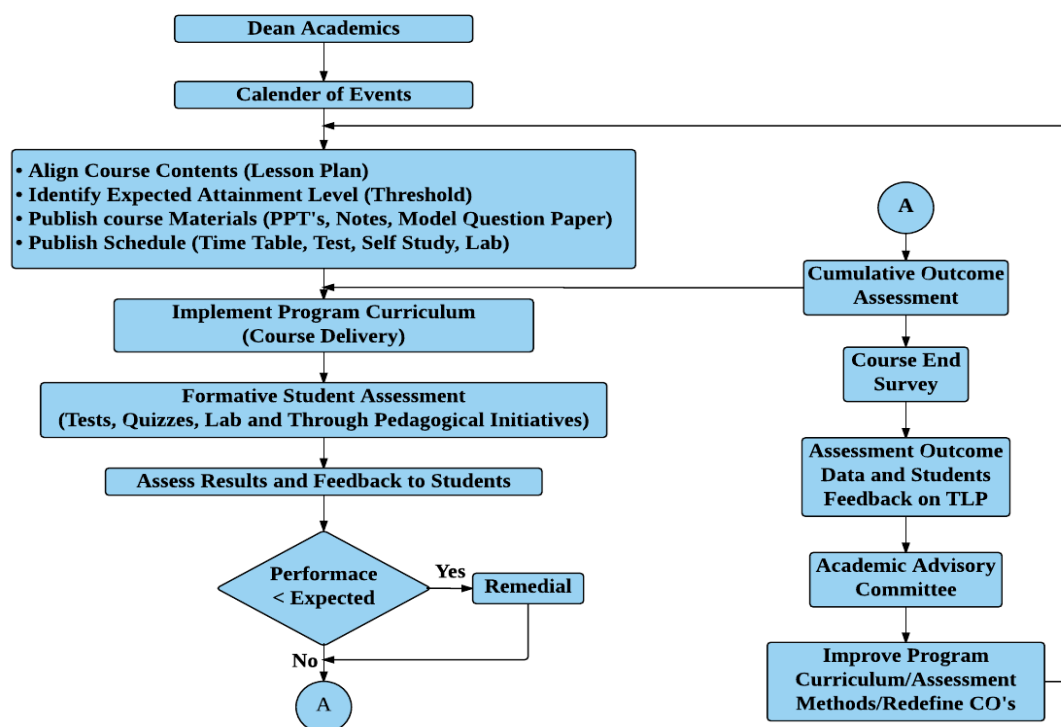 Dean Academics
Calender of Events
• Align Course Contents (Lesson Plan)
• Identify Expected Attainment Level (Threshold)
• Publish course Materials (PPT's, Notes, Model Question Paper)
• Publish Schedule (Time Table, Test, Self Study, Lab)
Implement Program Curriculum
(Course Delivery)
Formative Student Assessment
(Tests, Quizzes, Lab and Through Pedagogical Initiatives)
Assess Results and Feedback to Students
Performace
< Expected
Yes
Remedial
No
A
A
Cumulative Outcome
Assessment
Course End
Survey
Assessment Outcome
Data and Students
Feedback on TLP
Academic Advisory
Committee
Improve Program
Curriculum/Assessment
Methods/Redefine CO's